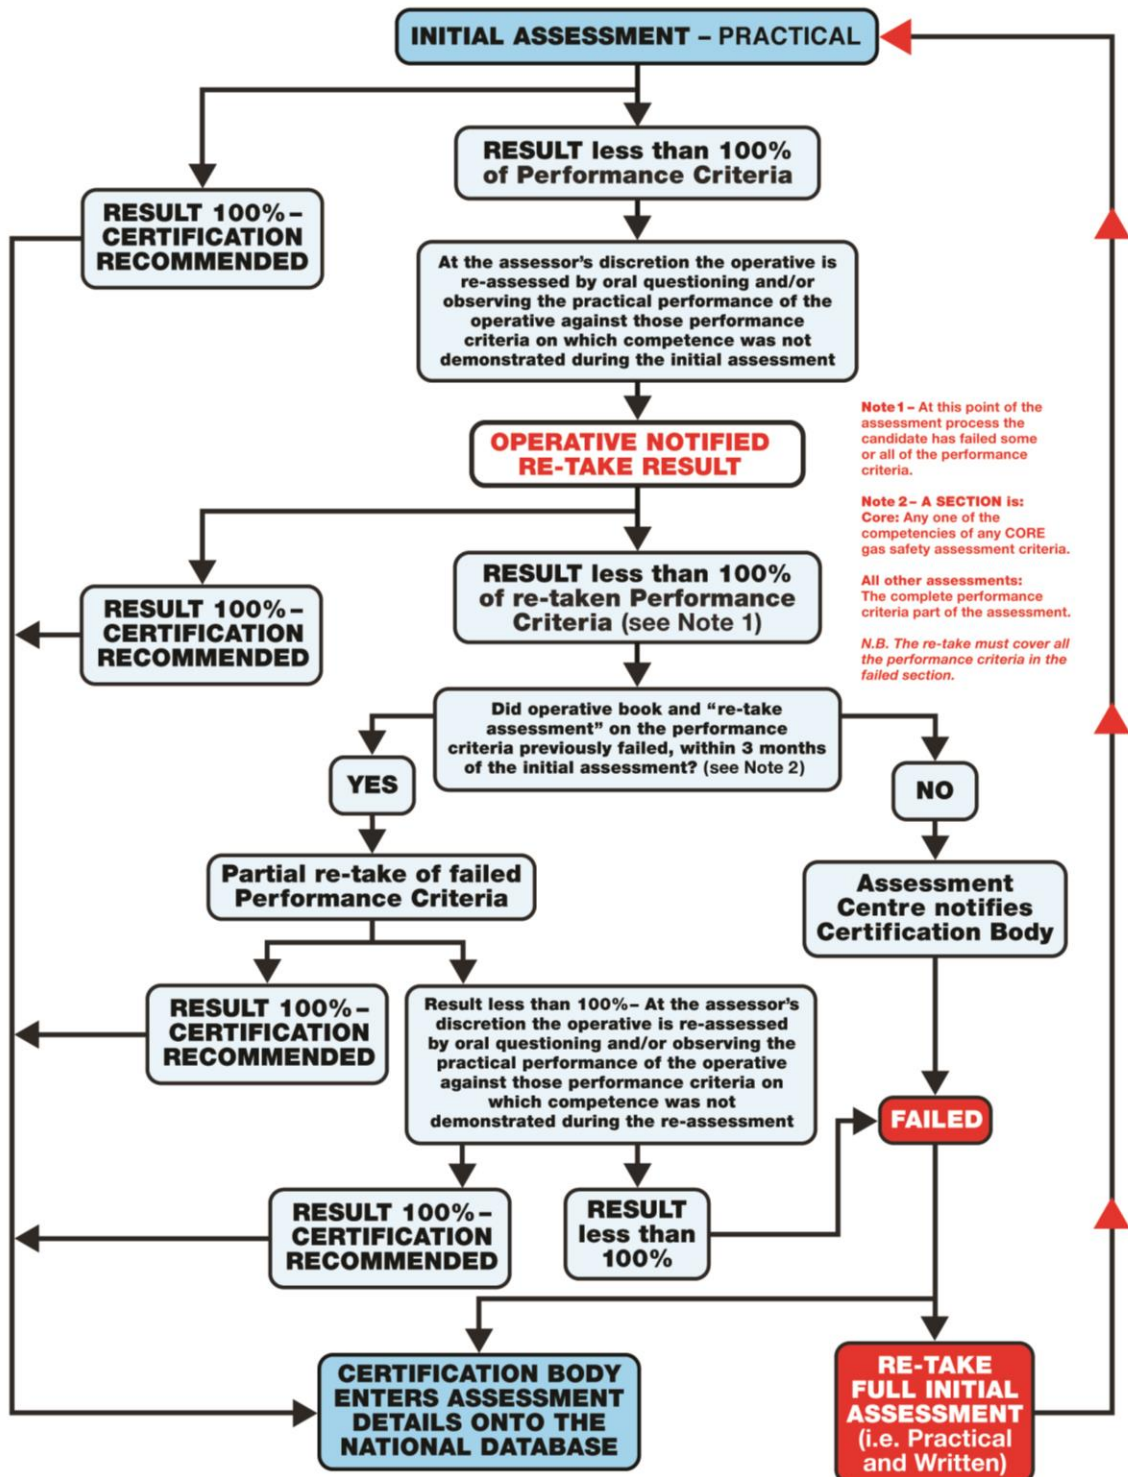 INITIAL ASSESSMENT – PRACTICAL
RESULT less than 100%
of Performance Criteria
RESULT 100% –
CERTIFICATION
RECOMMENDED
At the assessor’s discretion the operative is
re-assessed by oral questioning and/or
observing the practical performance of the
operative against those performance
criteria on which competence was not
demonstrated during the initial assessment
OPERATIVE NOTIFIED
RE-TAKE RESULT
Note 1 – At this point of the
assessment process the
candidate has failed some
or all of the performance
criteria.
Note 2 – A SECTION is:
Core: Any one of the
competencies of any CORE
gas safety assessment criteria.
All other assessments:
The complete performance
criteria part of the assessment.
N.B. The re-take must cover all
the performance criteria in the
failed section.
RESULT less than 100%
of re-taken Performance
Criteria (see Note 1)
RESULT 100% –
CERTIFICATION
RECOMMENDED
Did operative book and “re-take
assessment” on the performance
criteria previously failed, within 3 months
of the initial assessment? (see Note 2)
YES
NO
Partial re-take of failed
Performance Criteria
Assessment
Centre notifies
Certification Body
RESULT 100% –
CERTIFICATION
RECOMMENDED
Result less than 100% – At the assessor’s
discretion the operative is re-assessed
by oral questioning and/or observing the
practical performance of the operative
against those performance criteria on
which competence was not
demonstrated during the re-assessment
FAILED
RESULT 100% –
CERTIFICATION
RECOMMENDED
RESULT
less than
100%
CERTIFICATION BODY
ENTERS ASSESSMENT
DETAILS ONTO THE
NATIONAL DATABASE
RE-TAKE
FULL INITIAL
ASSESSMENT
(i.e. Practical
and Written)